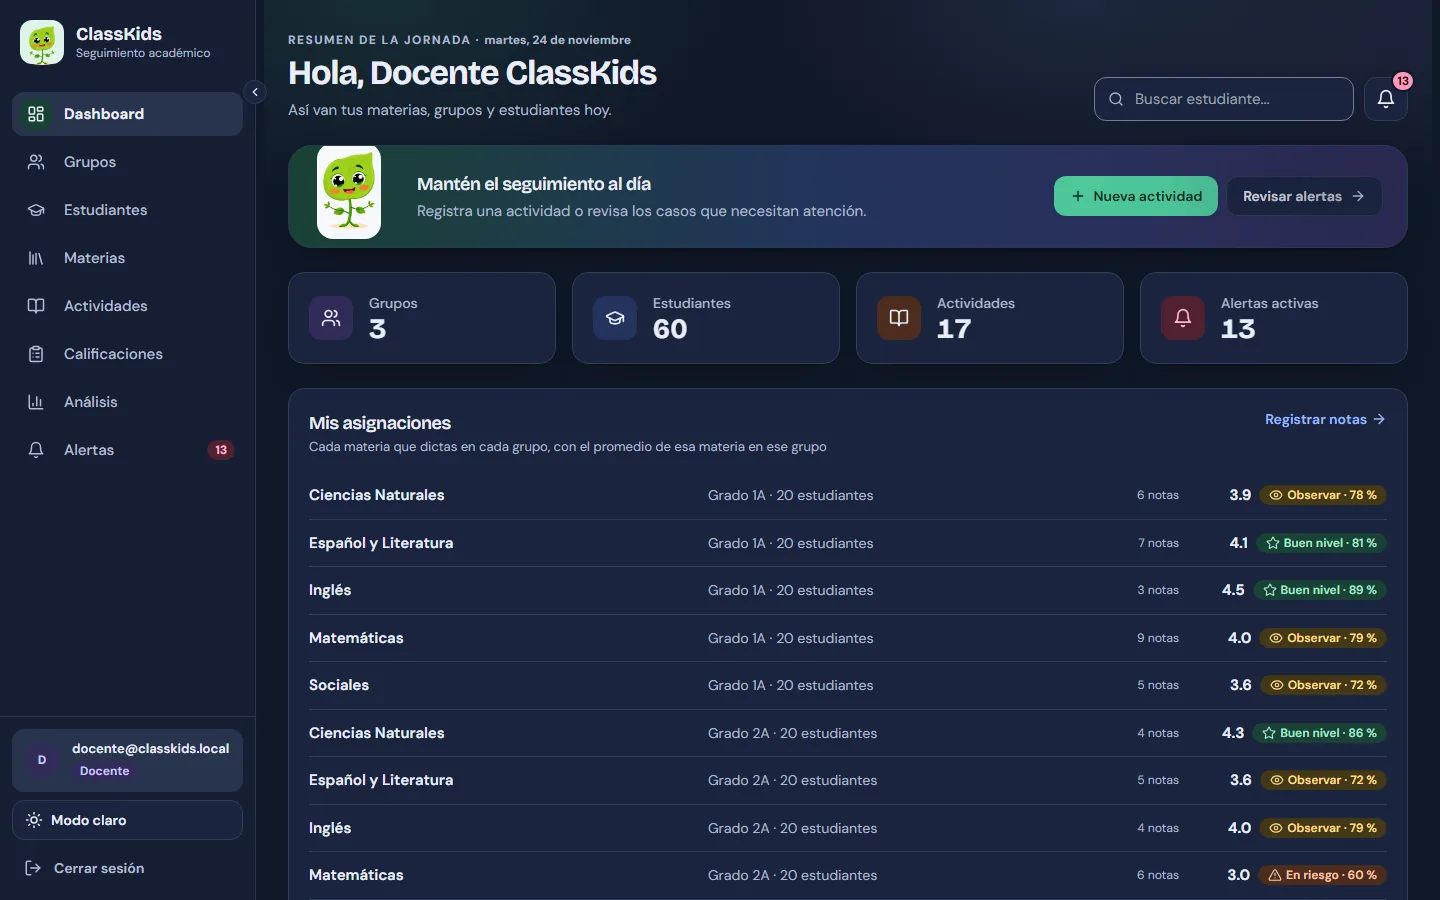 ClassKids
Seguimiento académico
Dashboard
Grupos
Estudiantes
Materias
Actividades
Calificaciones
Análisis
Alertas 13
D
docente@classkids.local
Docente
Modo claro
Cerrar sesión
RESUMEN DE LA JORNADA · martes, 24 de noviembre
Hola, Docente ClassKids
Así van tus materias, grupos y estudiantes hoy.
Buscar estudiante...
13
Mantén el seguimiento al día
Registra una actividad o revisa los casos que necesitan atención.
+ Nueva actividad
Revisar alertas →
Grupos
3
Estudiantes
60
Actividades
17
Alertas activas
13
Mis asignaciones
Registrar notas →
Cada materia que dictas en cada grupo, con el promedio de esa materia en ese grupo
Ciencias Naturales Grado 1A · 20 estudiantes 6 notas 3.9 Observar · 78 %
Español y Literatura Grado 1A · 20 estudiantes 7 notas 4.1 Buen nivel · 81 %
Inglés Grado 1A · 20 estudiantes 3 notas 4.5 Buen nivel · 89 %
Matemáticas Grado 1A · 20 estudiantes 9 notas 4.0 Observar · 79 %
Sociales Grado 1A · 20 estudiantes 5 notas 3.6 Observar · 72 %
Ciencias Naturales Grado 2A · 20 estudiantes 4 notas 4.3 Buen nivel · 86 %
Español y Literatura Grado 2A · 20 estudiantes 5 notas 3.6 Observar · 72 %
Inglés Grado 2A · 20 estudiantes 4 notas 4.0 Observar · 79 %
Matemáticas Grado 2A · 20 estudiantes 6 notas 3.0 En riesgo · 60 %